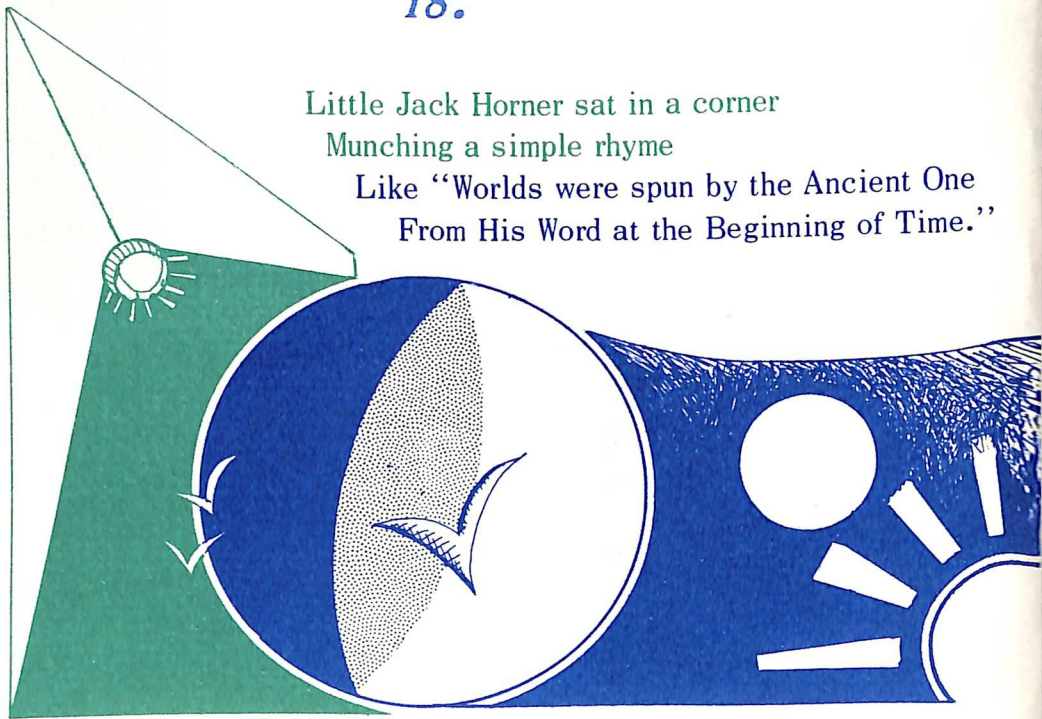 18.
Little Jack Horner sat in a corner
Munching a simple rhyme
Like “Worlds were spun by the Ancient One
From His Word at the Beginning of Time.”